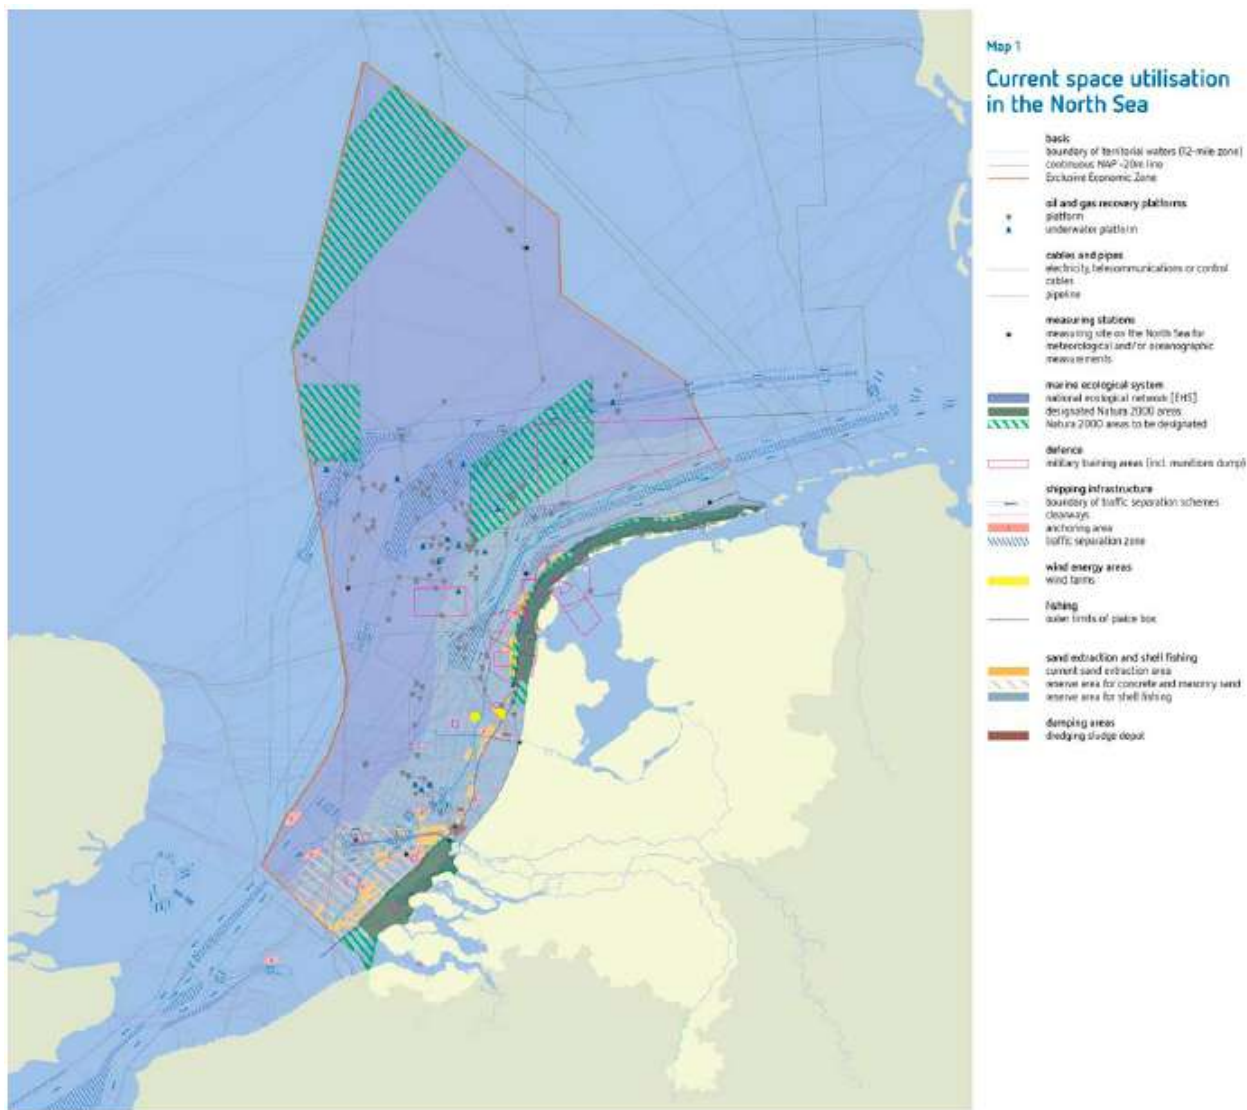 Map 1
Current space utilisation
in the North Sea
basis
boundary of territorial waters (12-mile zone)
continuous NAP -20m line
Exclusive Economic Zone
oil and gas recovery platforms
platform
underwater platform
cables and pipes
electricity, telecommunications or control
cables
pipeline
measuring stations
measuring site on the North Sea for
meteorological and/or oceanographic
measurements
marine ecological system
national ecological network [EHS]
designated Natura 2000 areas
Natura 2000 areas to be designated
defence
military training areas (incl. munitions dump)
shipping infrastructure
boundary of traffic separation schemes
clearways
anchoring area
traffic separation zone
wind energy areas
wind farms
fishing
outer limits of plaice box
sand extraction and shell fishing
current sand extraction area
reserve area for concrete and masonry sand
reserve area for shell fishing
dumping areas
dredging sludge depot